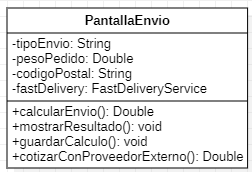 PantallaEnvio
-tipoEnvio: String
-pesoPedido: Double
-codigoPostal: String
-fastDelivery: FastDeliveryService
+calcularEnvio(): Double
+mostrarResultado(): void
+guardarCalculo(): void
+cotizarConProveedorExterno(): Double